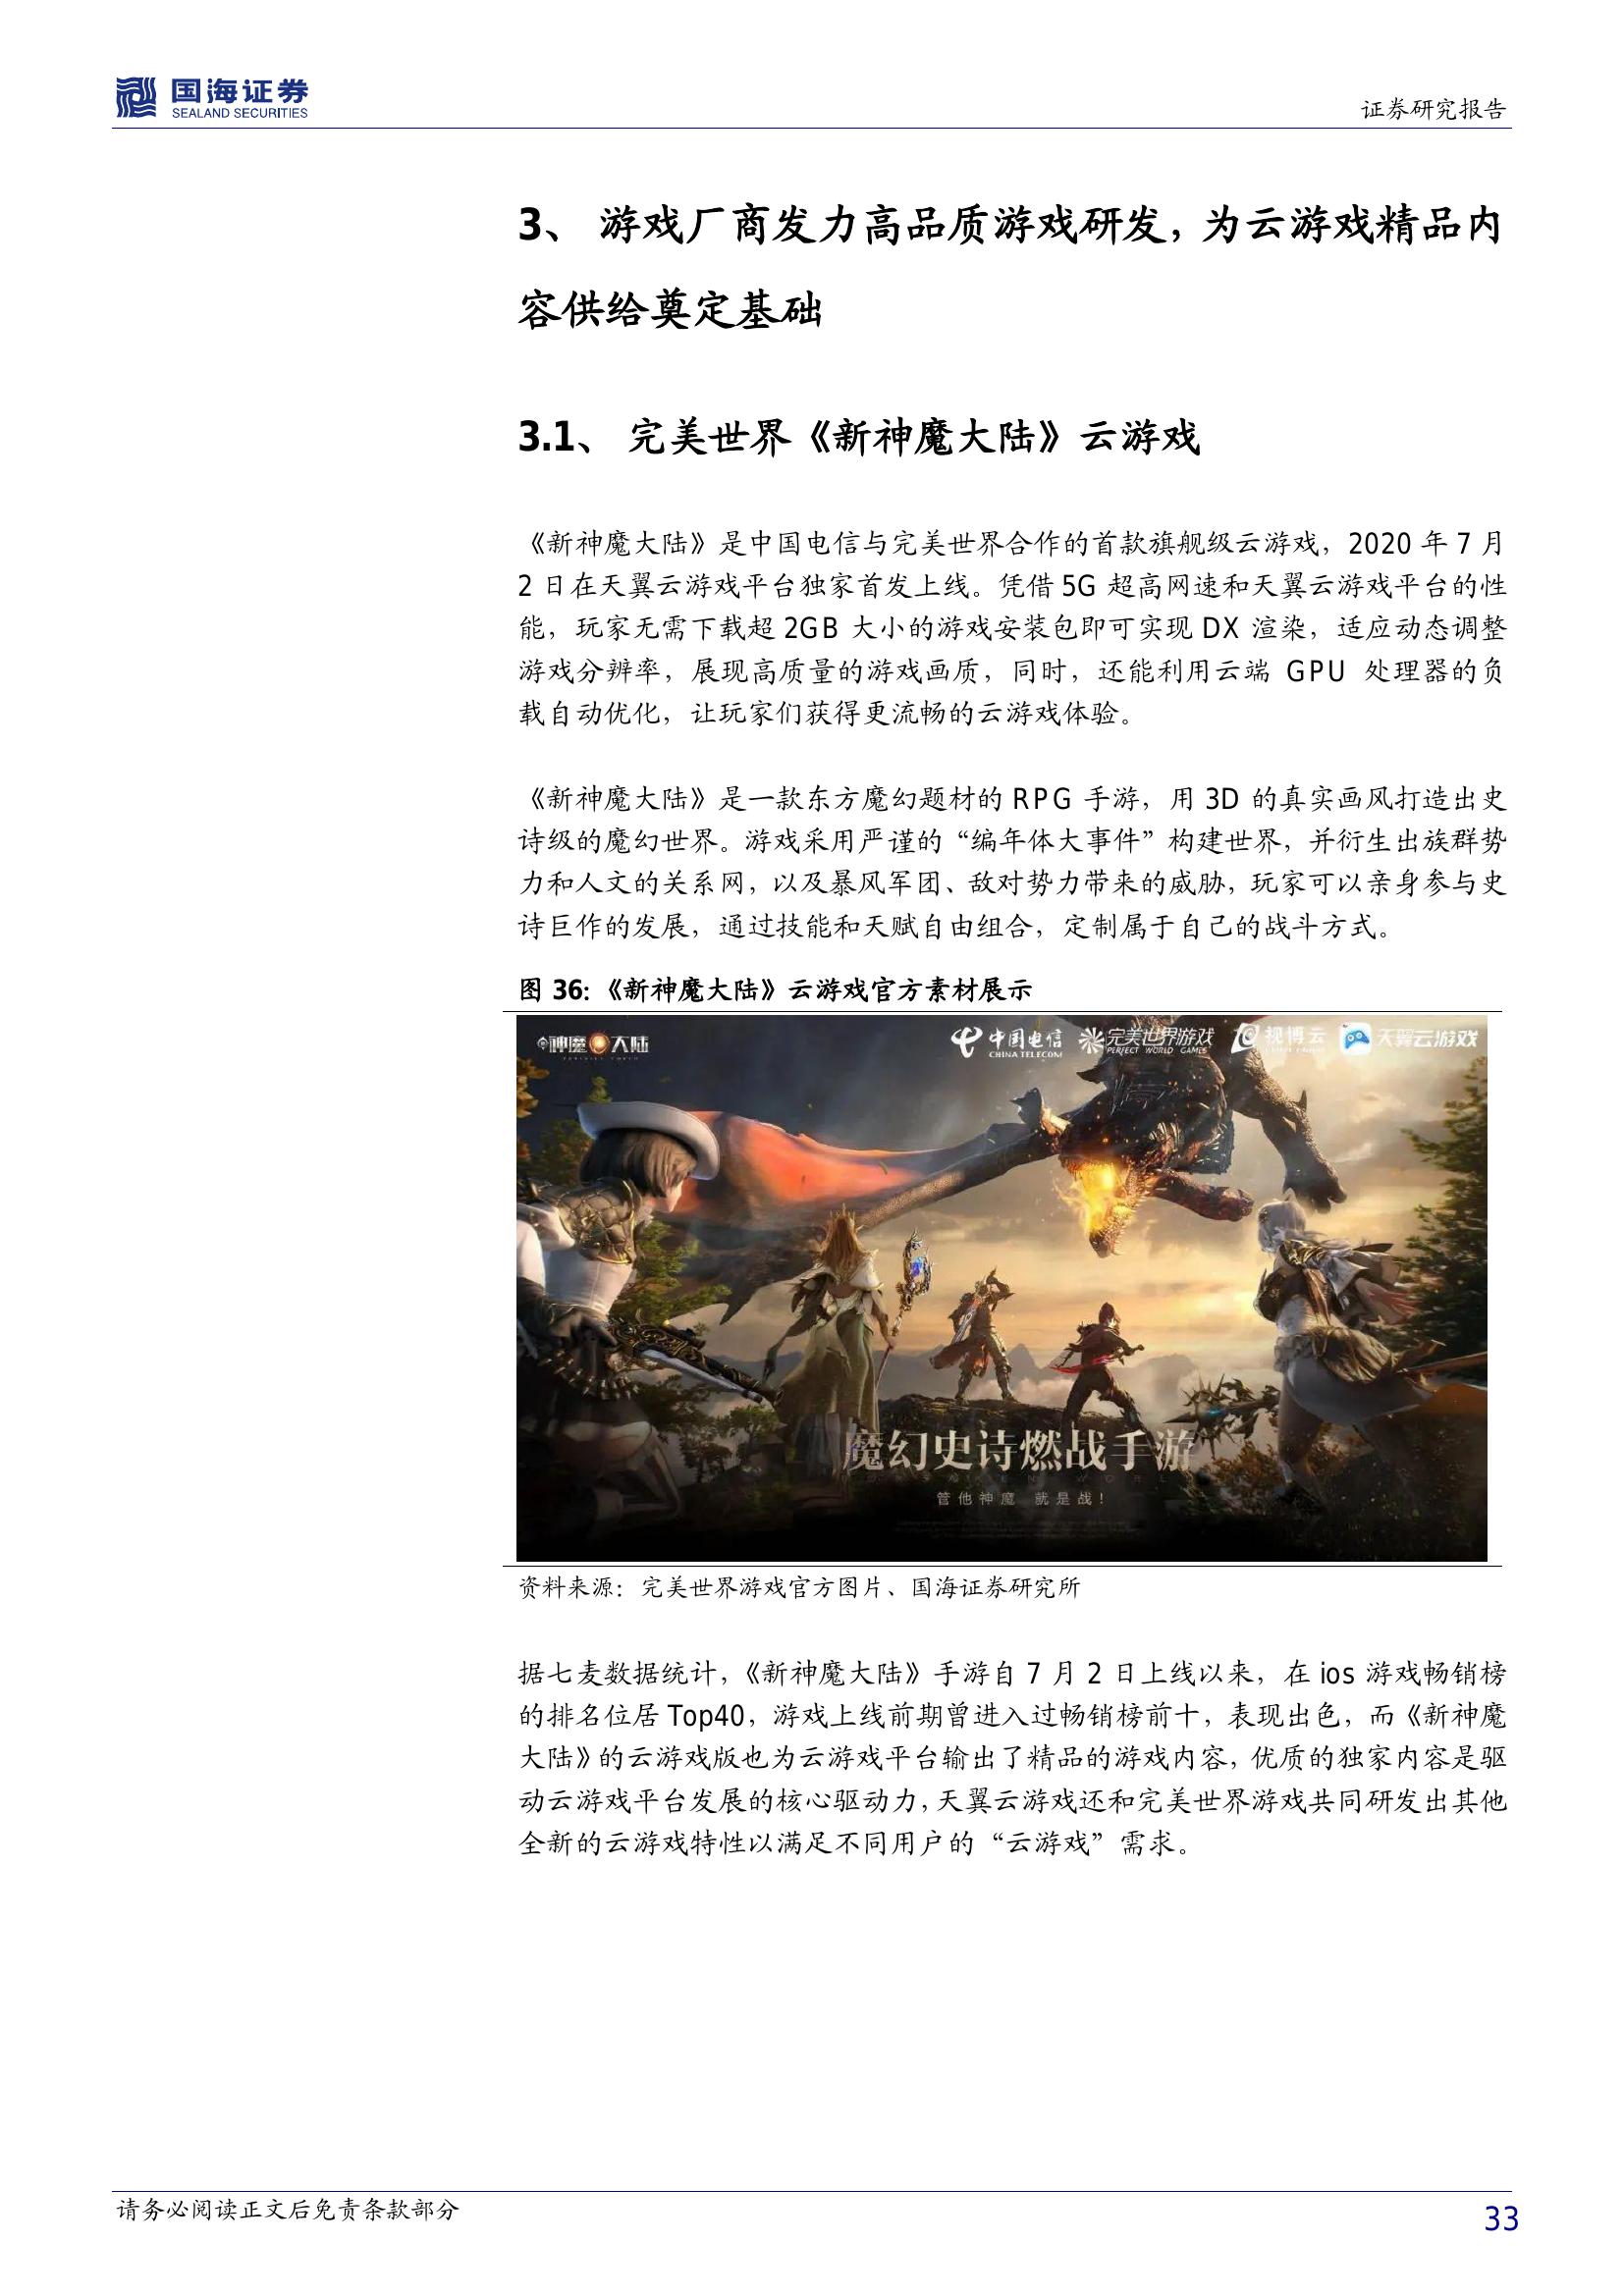 国海证券
SEALAND SECURITIES
证券研究报告
3、 游戏厂商发力高品质游戏研发，为云游戏精品内
容供给奠定基础
3.1、 完美世界《新神魔大陆》云游戏
《新神魔大陆》是中国电信与完美世界合作的首款旗舰级云游戏，2020 年 7 月
2 日在天翼云游戏平台独家首发上线。凭借 5G 超高网速和天翼云游戏平台的性
能，玩家无需下载超 2GB 大小的游戏安装包即可实现 DX 渲染，适应动态调整
游戏分辨率，展现高质量的游戏画质，同时，还能利用云端 GPU 处理器的负
载自动优化，让玩家们获得更流畅的云游戏体验。
《新神魔大陆》是一款东方魔幻题材的 RPG 手游，用 3D 的真实画风打造出史
诗级的魔幻世界。游戏采用严谨的“编年体大事件”构建世界，并衍生出族群势
力和人文的关系网，以及暴风军团、敌对势力带来的威胁，玩家可以亲身参与史
诗巨作的发展，通过技能和天赋自由组合，定制属于自己的战斗方式。
图 36：《新神魔大陆》云游戏官方素材展示
神魔大陆
中国电信
CHINA TELECOM
完美世界游戏
PERFECT WORLD GAMES
视博云
天翼云游戏
魔幻史诗燃战手游
管他神魔 就是战！
资料来源：完美世界游戏官方图片、国海证券研究所
据七麦数据统计，《新神魔大陆》手游自 7 月 2 日上线以来，在 ios 游戏畅销榜
的排名位居 Top40，游戏上线前期曾进入过畅销榜前十，表现出色，而《新神魔
大陆》的云游戏版也为云游戏平台输出了精品的游戏内容，优质的独家内容是驱
动云游戏平台发展的核心驱动力，天翼云游戏还和完美世界游戏共同研发出其他
全新的云游戏特性以满足不同用户的“云游戏”需求。
请务必阅读正文后免责条款部分
33